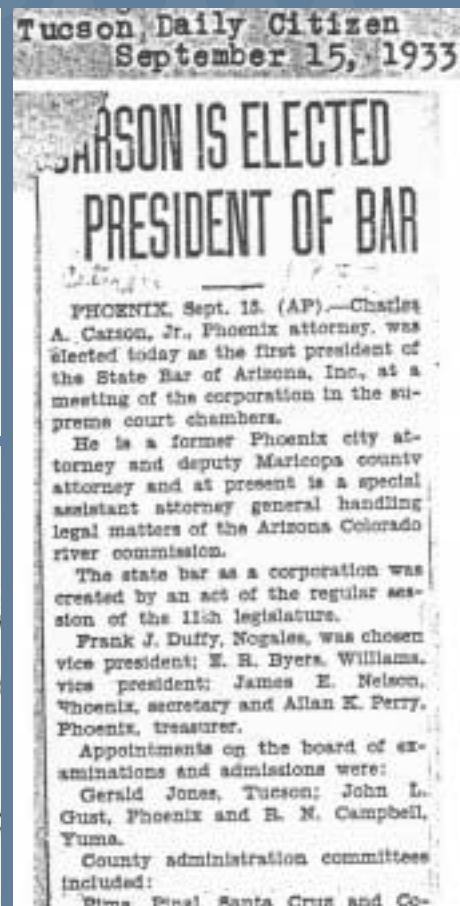 Tucson Daily Citizen
September 15, 1933
CARSON IS ELECTED
PRESIDENT OF BAR
PHOENIX, Sept. 15. (AP).—Charles
A. Carson, Jr., Phoenix attorney, was
elected today as the first president of
the State Bar of Arizona, Inc., at a
meeting of the corporation in the su-
preme court chambers.
He is a former Phoenix city at-
torney and deputy Maricopa county
attorney and at present is a special
assistant attorney general handling
legal matters of the Arizona Colorado
river commission.
The state bar as a corporation was
created by an act of the regular ses-
sion of the 11th legislature.
Frank J. Duffy, Nogales, was chosen
vice president; E. R. Byers, Williams,
vice president; James E. Nelson,
Phoenix, secretary and Allan K. Perry,
Phoenix, treasurer.
Appointments on the board of ex-
aminations and admissions were:
Gerald Jones, Tucson; John L.
Gust, Phoenix and R. N. Campbell,
Yuma.
County administration committees
included:
Pima, Pinal, Santa Cruz and Co-